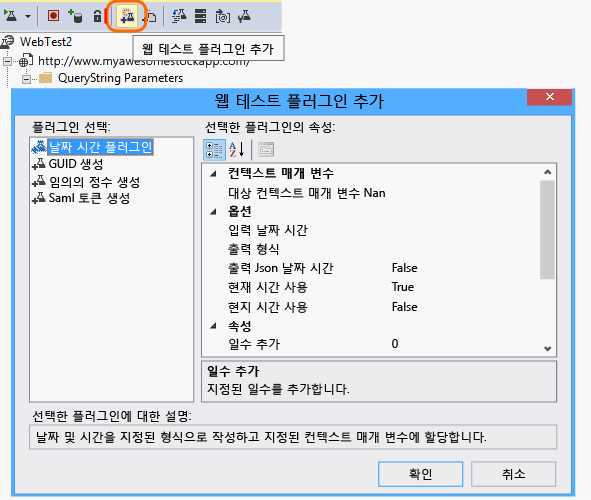 WebTest2
웹 테스트 플러그인 추가
http://www.myawesomestockapp.com/
QueryString Parameters
웹 테스트 플러그인 추가
플러그인 선택:
선택한 플러그인의 속성:
날짜 시간 플러그인
GUID 생성
임의의 정수 생성
Saml 토큰 생성
컨텍스트 매개 변수
대상 컨텍스트 매개 변수 Nan
옵션
입력 날짜 시간
출력 형식
출력 Json 날짜 시간 False
현재 시간 사용 True
현지 시간 사용 False
속성
일수 추가 0
일수 추가
지정된 일수를 추가합니다.
선택한 플러그인에 대한 설명:
날짜 및 시간을 지정된 형식으로 작성하고 지정된 컨텍스트 매개 변수에 할당합니다.
확인 취소